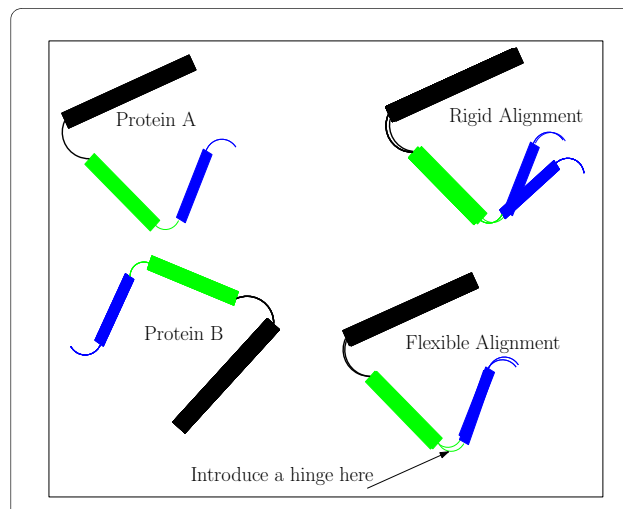 Protein A
Rigid Alignment
Protein B
Flexible Alignment
Introduce a hinge here